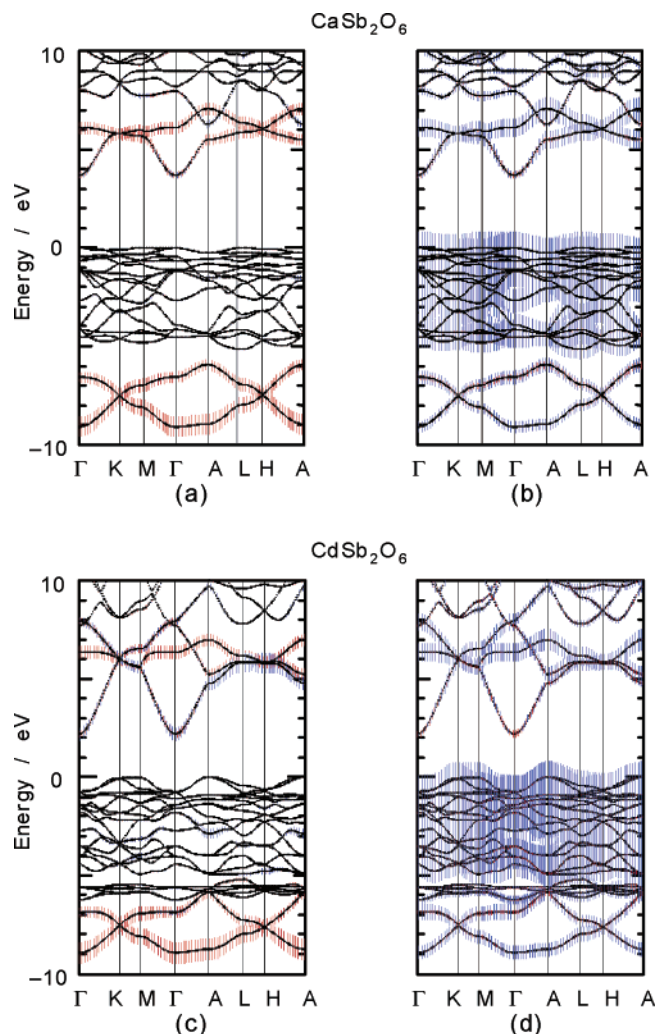 CaSb₂O₆
10
0
−10
Energy / eV
Γ K M Γ A L H A
(a)
Γ K M Γ A L H A
(b)
CdSb₂O₆
10
0
−10
Energy / eV
Γ K M Γ A L H A
(c)
Γ K M Γ A L H A
(d)